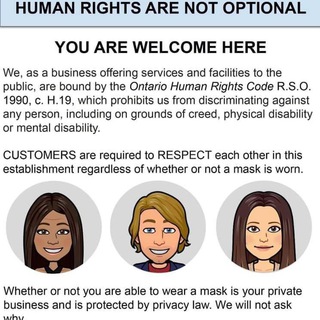 HUMAN RIGHTS ARE NOT OPTIONAL
YOU ARE WELCOME HERE
We, as a business offering services and facilities to the
public, are bound by the Ontario Human Rights Code R.S.O.
1990, c. H.19, which prohibits us from discriminating against
any person, including on grounds of creed, physical disability
or mental disability.
CUSTOMERS are required to RESPECT each other in this
establishment regardless of whether or not a mask is worn.
Whether or not you are able to wear a mask is your private
business and is protected by privacy law. We will not ask
why